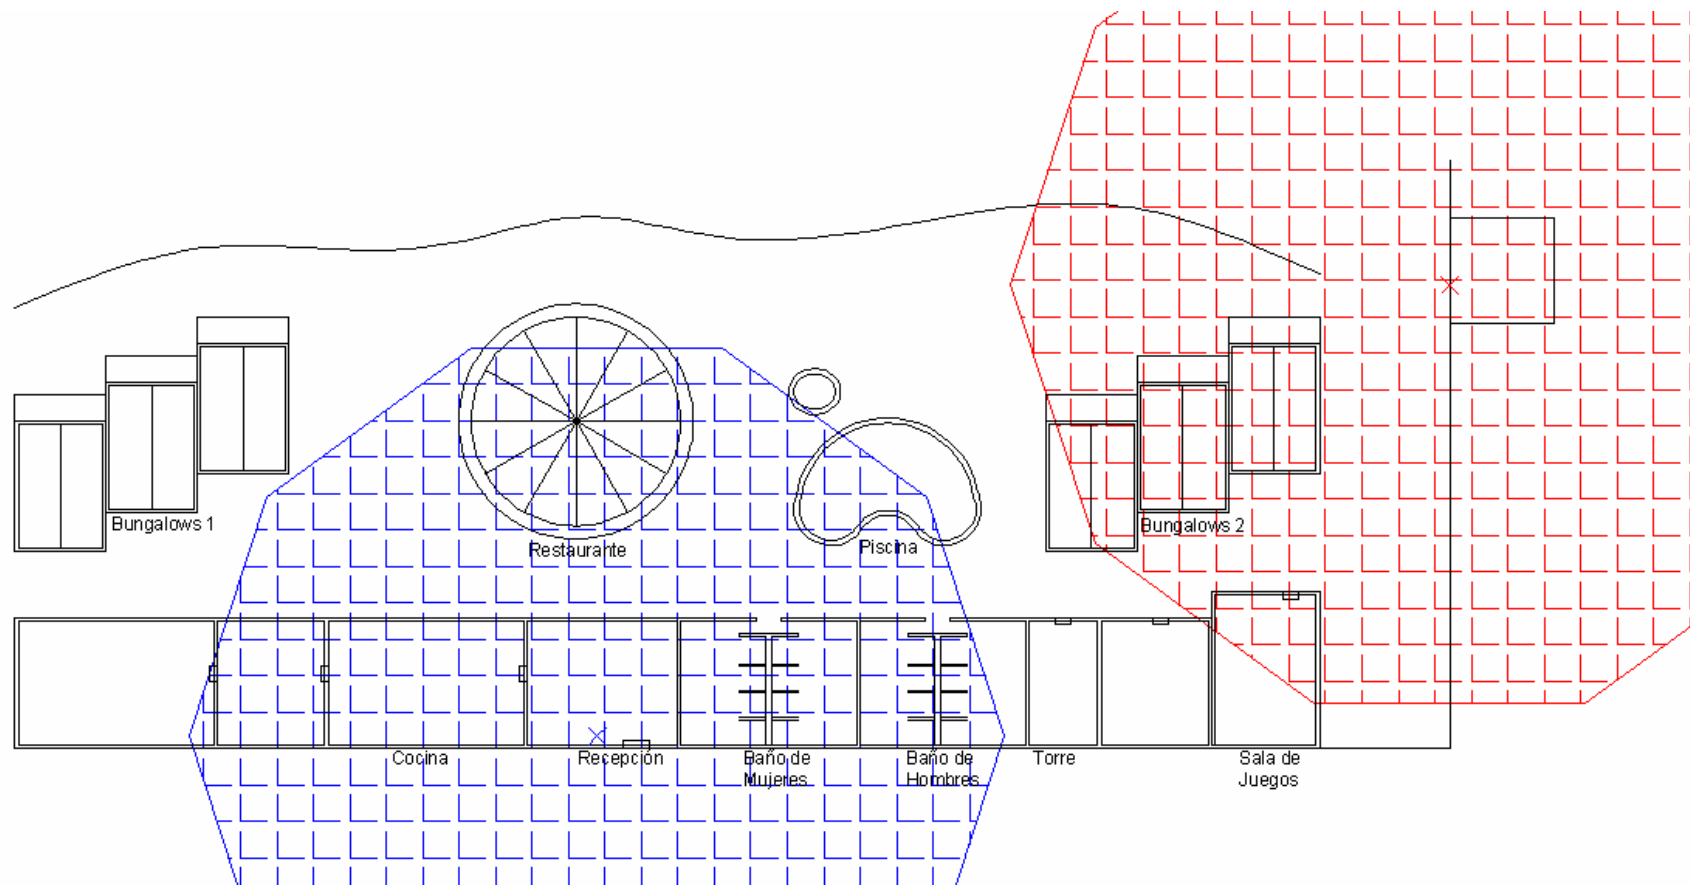 Bungalows 1
Restaurante
Piscina
Bungalows 2
Cocina
Recepción
Baño de
Mujeres
Baño de
Hombres
Torre
Sala de
Juegos